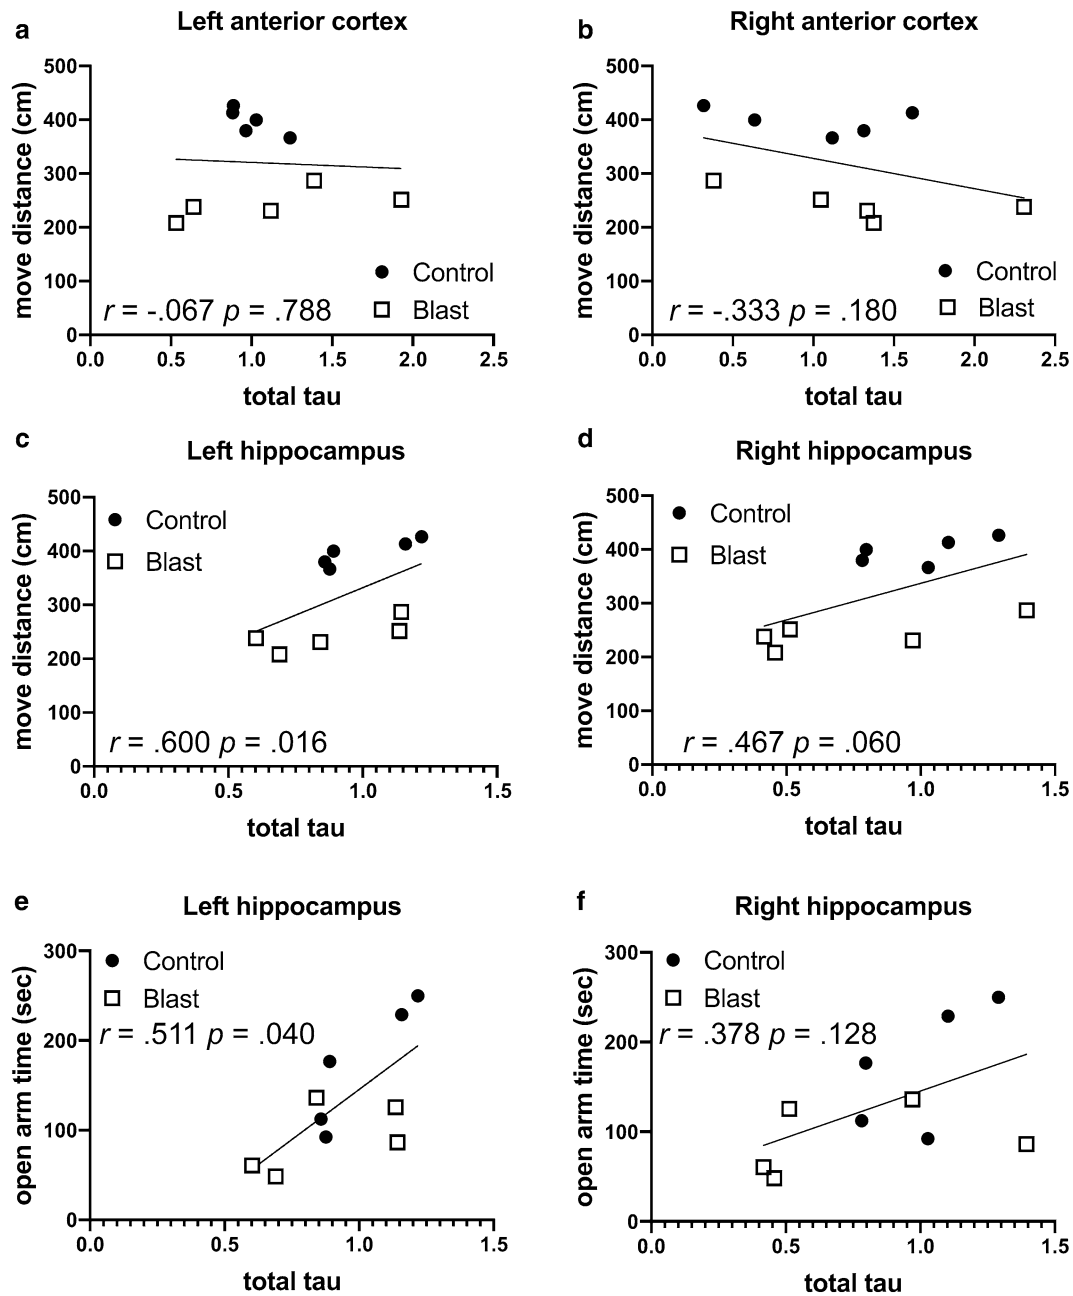 a
Left anterior cortex
move distance (cm)
500
400
300
200
100
0
Control
Blast
r = -.067 p = .788
0.0 0.5 1.0 1.5 2.0 2.5
total tau
b
Right anterior cortex
move distance (cm)
500
400
300
200
100
0
Control
Blast
r = -.333 p = .180
0.0 0.5 1.0 1.5 2.0 2.5
total tau
c
Left hippocampus
move distance (cm)
500
400
300
200
100
0
Control
Blast
r = .600 p = .016
0.0 0.5 1.0 1.5
total tau
d
Right hippocampus
move distance (cm)
500
400
300
200
100
0
Control
Blast
r = .467 p = .060
0.0 0.5 1.0 1.5
total tau
e
Left hippocampus
open arm time (sec)
300
200
100
0
Control
Blast
r = .511 p = .040
0.0 0.5 1.0 1.5
total tau
f
Right hippocampus
open arm time (sec)
300
200
100
0
Control
Blast
r = .378 p = .128
0.0 0.5 1.0 1.5
total tau